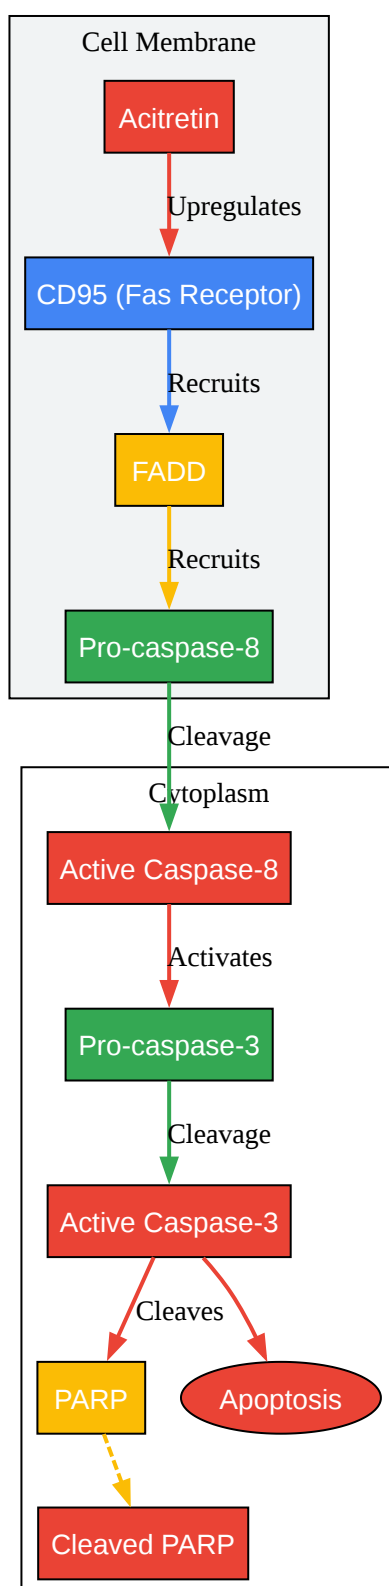 Cell Membrane
Acitretin
Upregulates
CD95 (Fas Receptor)
Recruits
FADD
Recruits
Pro-caspase-8
Cleavage
Cytoplasm
Active Caspase-8
Activates
Pro-caspase-3
Cleavage
Active Caspase-3
Cleaves
PARP
Apoptosis
Cleaved PARP